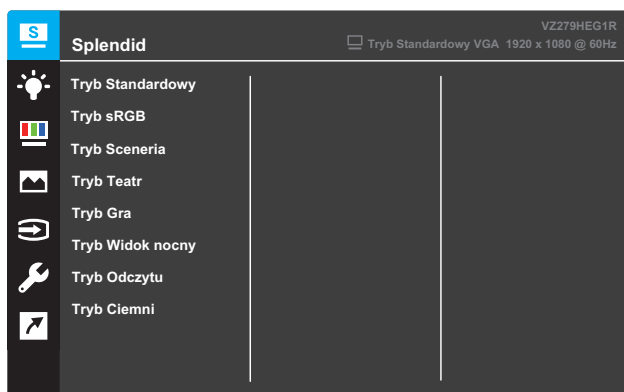 S
VZ279HEG1R
Splendid
Tryb Standardowy VGA 1920 x 1080 @ 60Hz
Tryb Standardowy
Tryb sRGB
Tryb Sceneria
Tryb Teatr
Tryb Gra
Tryb Widok nocny
Tryb Odczytu
Tryb Ciemni